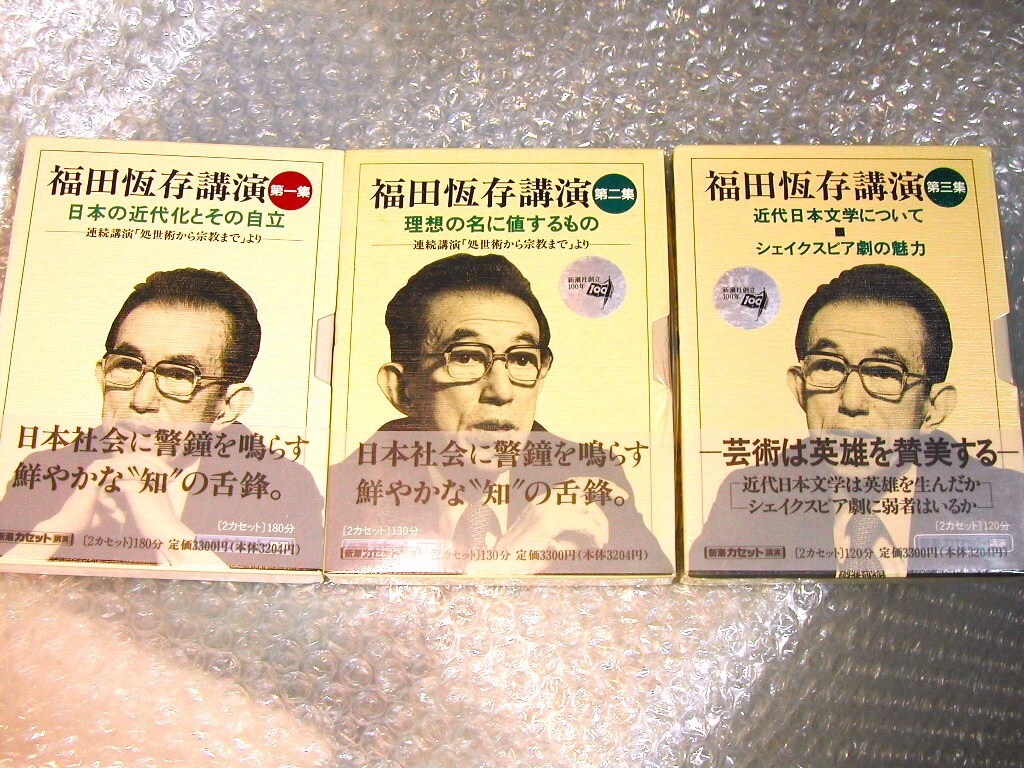 福田恆存講演 第一集
日本の近代化とその自立
連続講演「処世術から宗教まで」より
日本社会に警鐘を鳴らす
鮮やかな〝知〟の舌鋒。
[2カセット]180分
新潮カセット 講演 [2カセット]180分 定価3300円(本体3204円)
福田恆存講演 第二集
理想の名に値するもの
連続講演「処世術から宗教まで」より
新潮社創立
100年
100
日本社会に警鐘を鳴らす
鮮やかな〝知〟の舌鋒。
[2カセット]130分
新潮カセット 講演 [2カセット]130分 定価3300円(本体3204円)
福田恆存講演 第三集
近代日本文学について
■
シェイクスピア劇の魅力
新潮社創立
100年
100
芸術は英雄を賛美する
近代日本文学は英雄を生んだか
シェイクスピア劇に弱者はいるか
[2カセット]120分
新潮カセット 講演 [2カセット]120分 定価3300円(本体3204円)